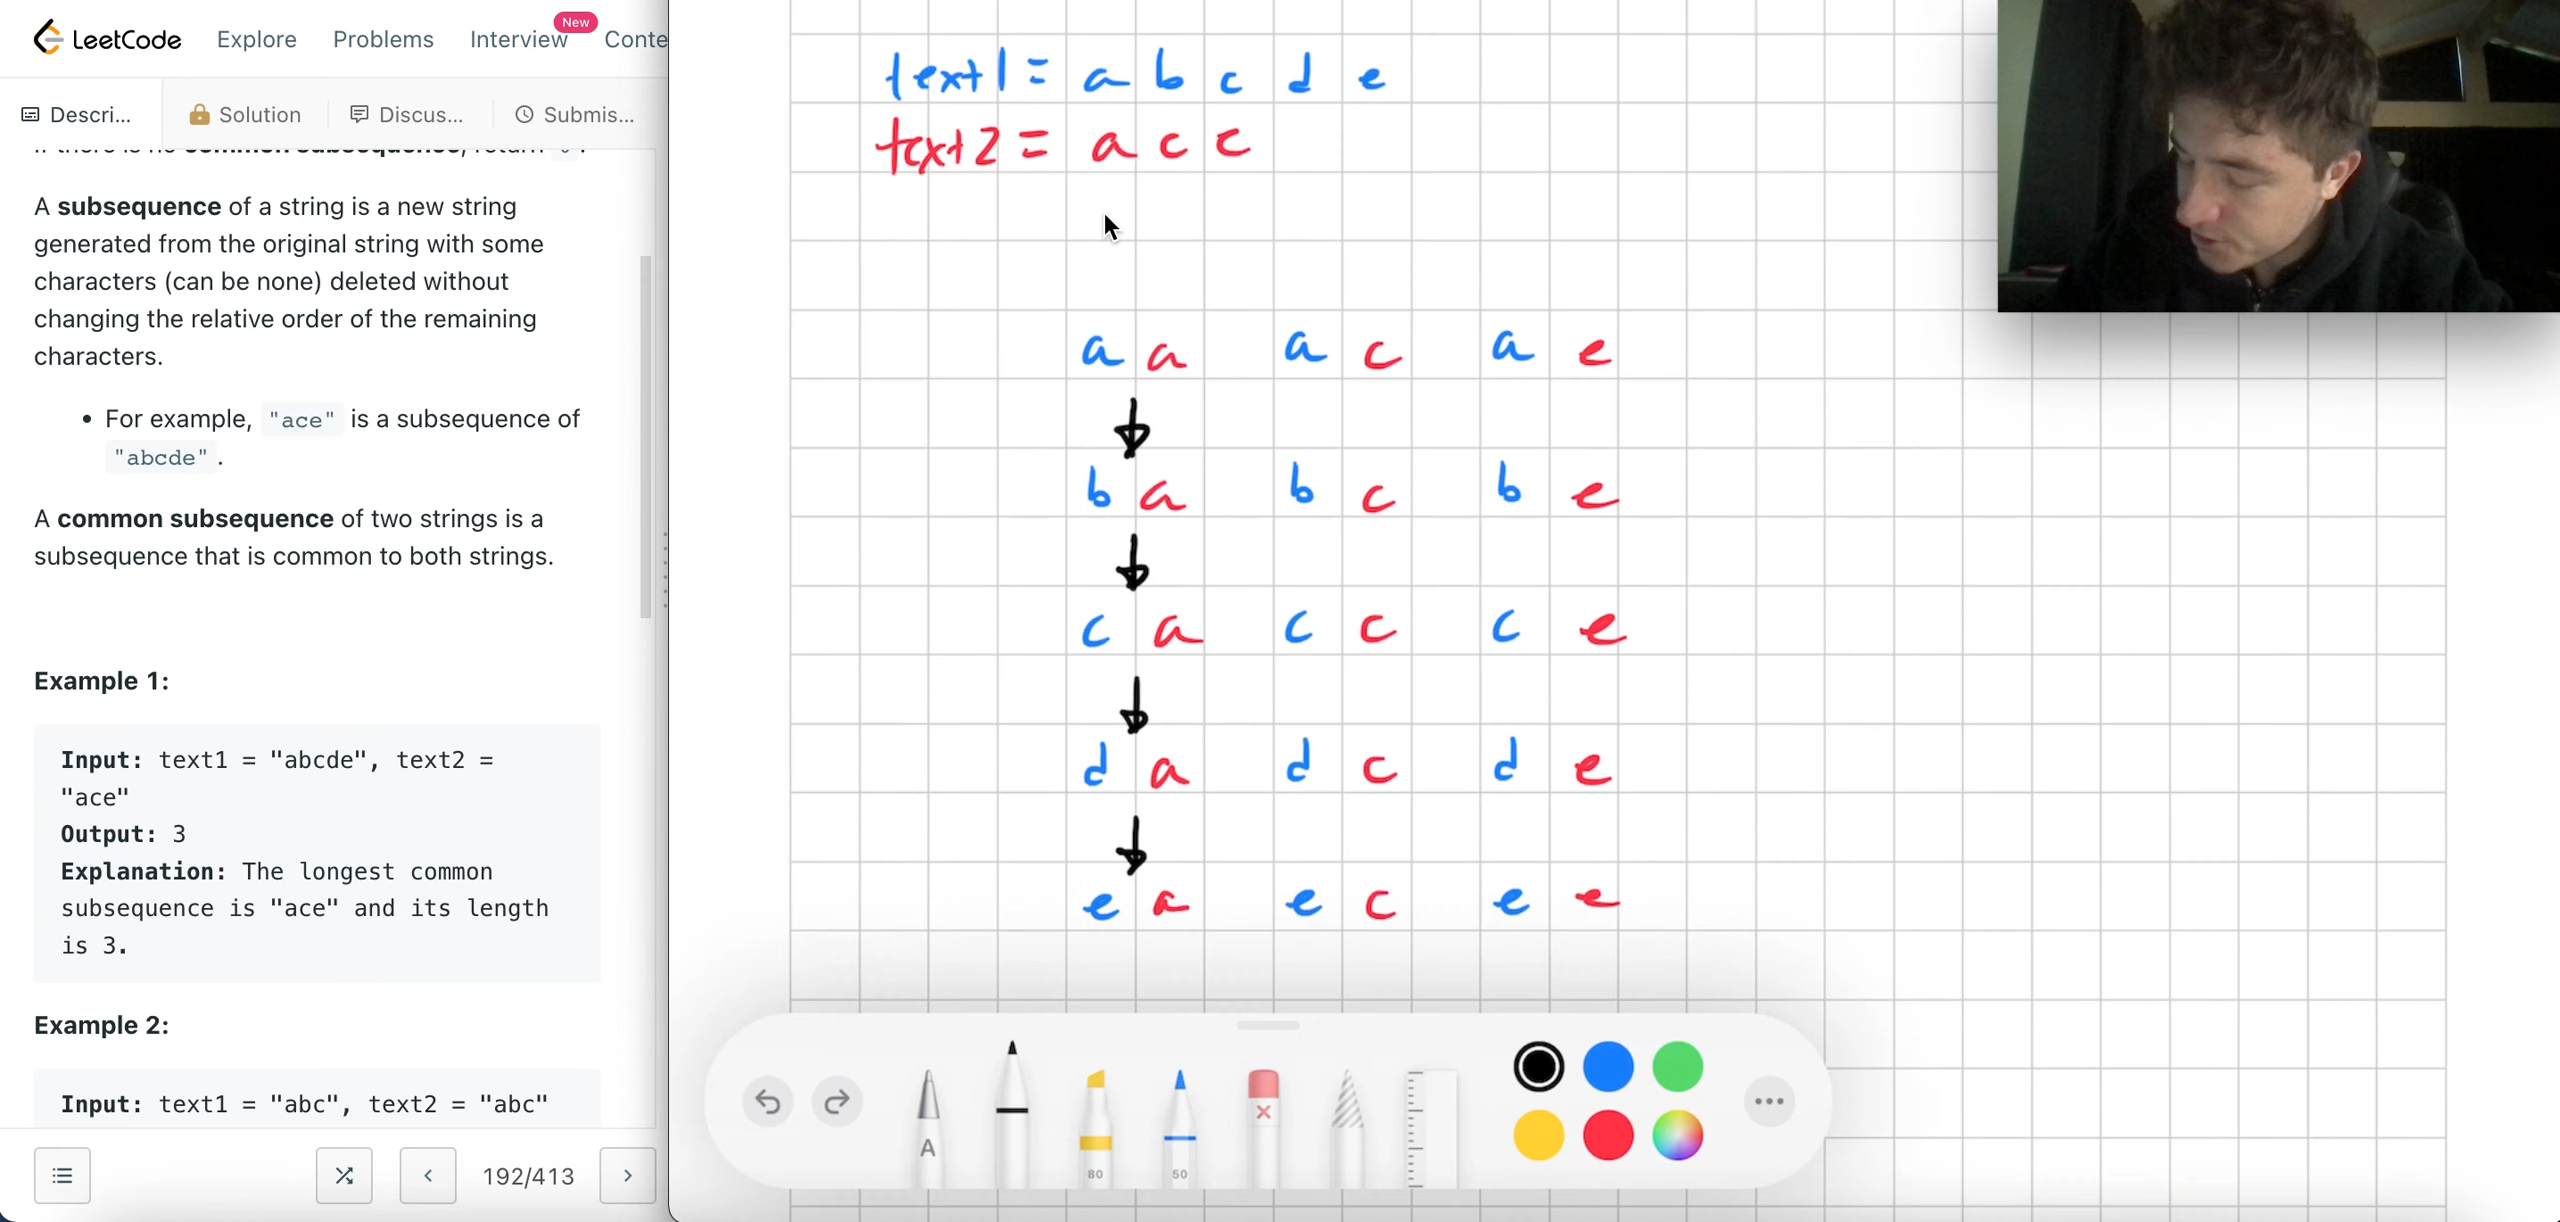 LeetCode Explore Problems Interview New Conte
Descri... Solution Discus... Submis...
A subsequence of a string is a new string
generated from the original string with some
characters (can be none) deleted without
changing the relative order of the remaining
characters.
• For example, "ace" is a subsequence of
"abcde" .
A common subsequence of two strings is a
subsequence that is common to both strings.
Example 1:
Input: text1 = "abcde", text2 =
"ace"
Output: 3
Explanation: The longest common
subsequence is "ace" and its length
is 3.
Example 2:
Input: text1 = "abc", text2 = "abc"
192/413
text1 = a b c d e
text2 = a c e
a a a c a e
b a b c b e
c a c c c e
d a d c d e
e a e c e e
A 80 50